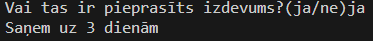 Vai tas ir pieprasīts izdevums?(ja/ne)ja
Saņem uz 3 dienām